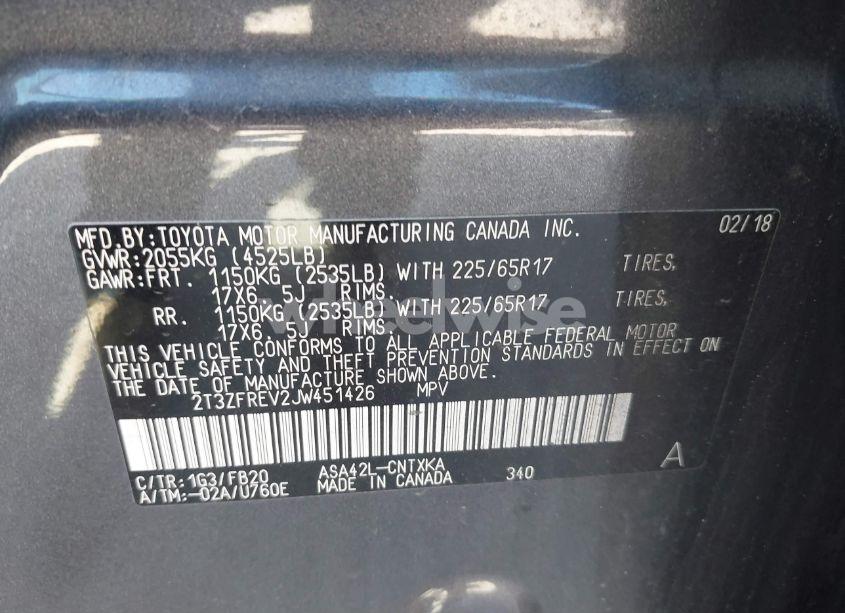 MFD.BY:TOYOTA MOTOR MANUFACTURING CANADA INC. 02/18
GVWR:2055KG (4525LB)
GAWR:FRT. 1150KG (2535LB) WITH 225/65R17 TIRES,
17X6.5J RIMS.
RR. 1150KG (2535LB) WITH 225/65R17 TIRES,
17X6.5J RIMS.
THIS VEHICLE CONFORMS TO ALL APPLICABLE FEDERAL MOTOR
VEHICLE SAFETY AND THEFT PREVENTION STANDARDS IN EFFECT ON
THE DATE OF MANUFACTURE SHOWN ABOVE.
2T3ZFREV2JW451426 MPV
C/TR:1G3/FB20 ASA42L-CNTXKA 340 A
A/TM:-02A/U760E MADE IN CANADA
wheelwise